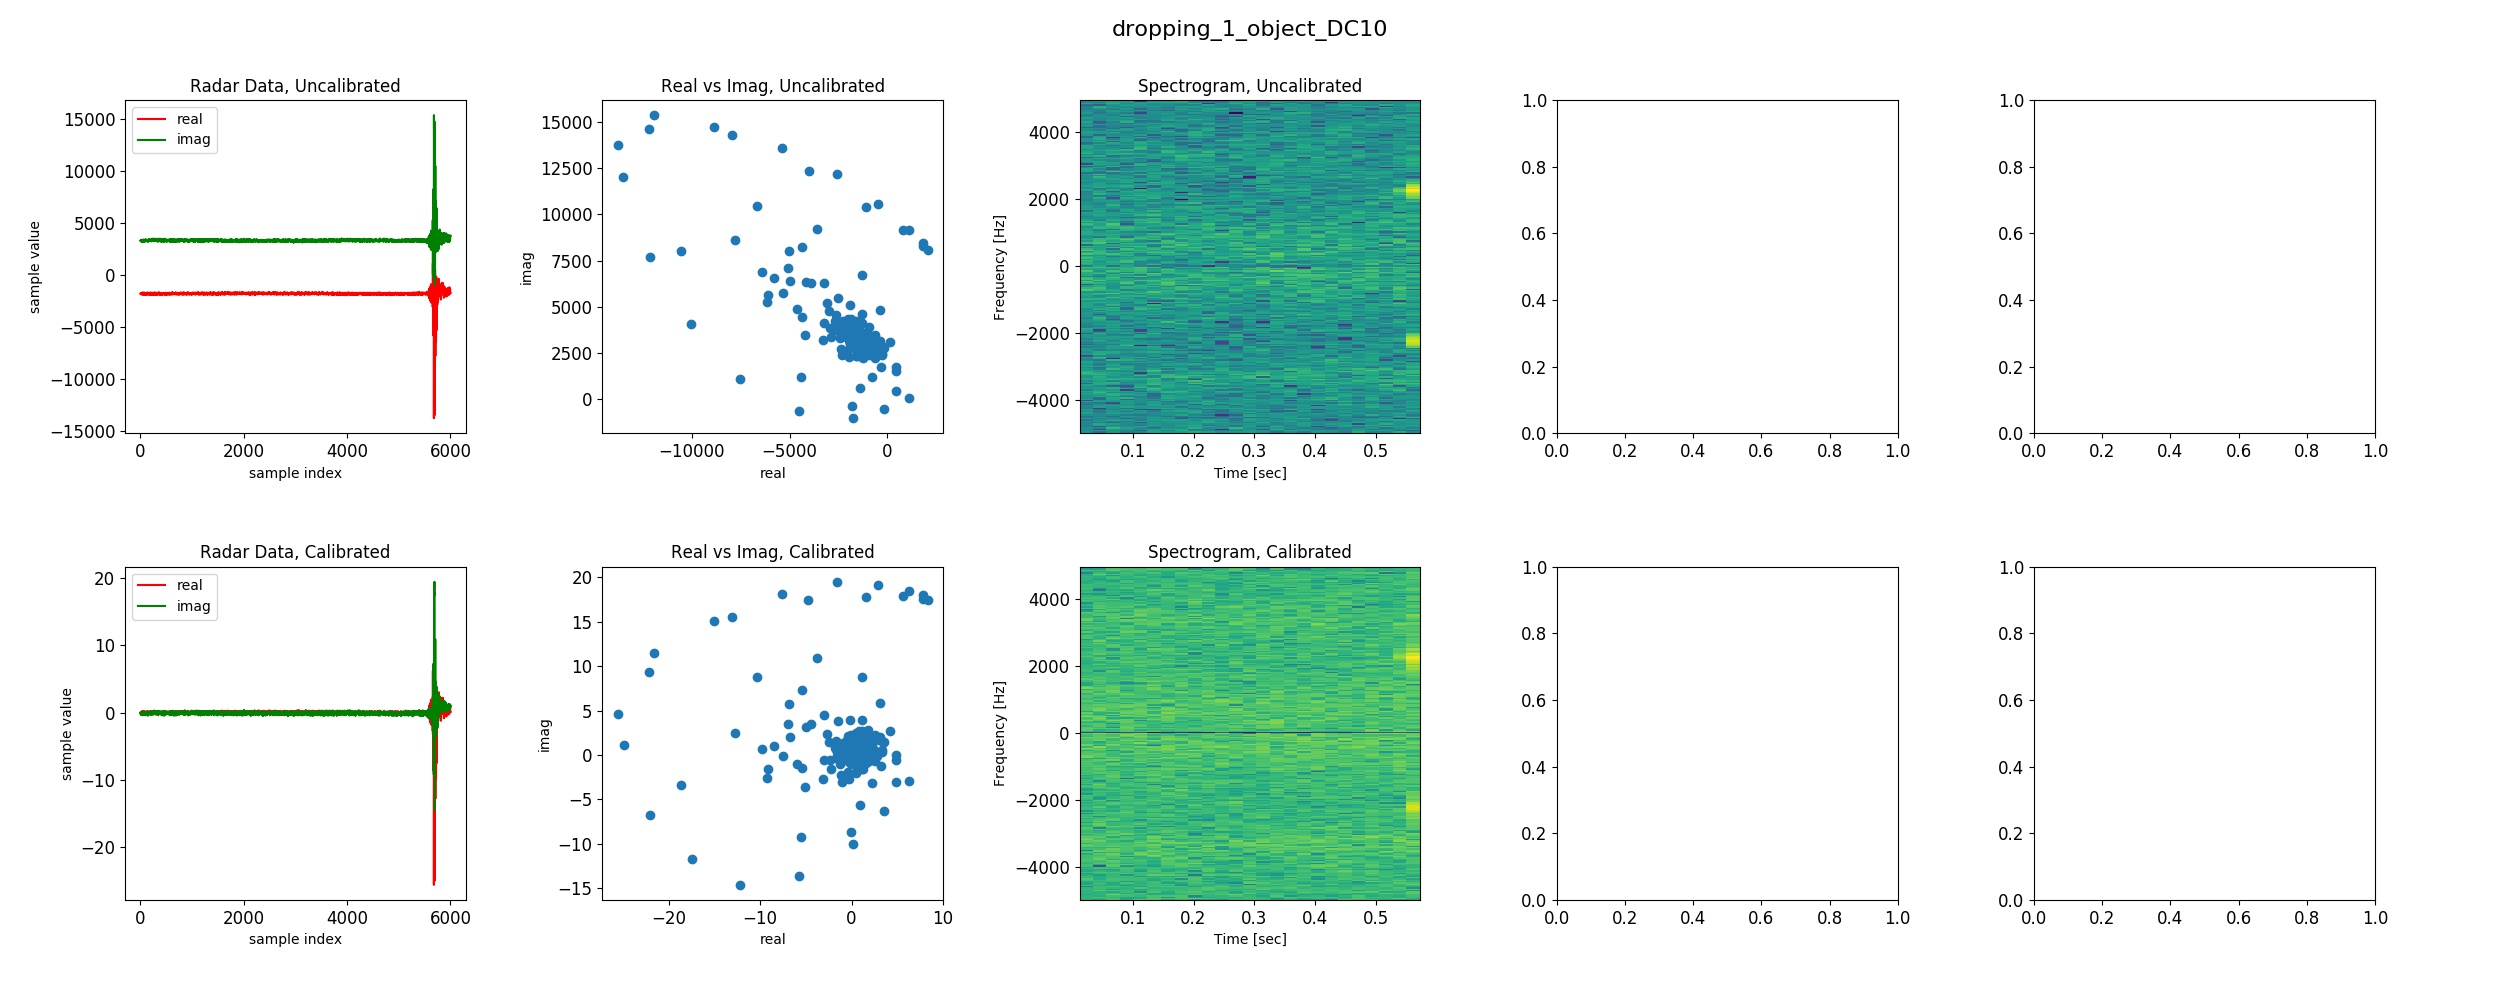 dropping_1_object_DC10
Radar Data, Uncalibrated
real
imag
15000
10000
5000
0
−5000
−10000
−15000
sample value
0 2000 4000 6000
sample index
Real vs Imag, Uncalibrated
15000
12500
10000
7500
5000
2500
0
imag
−10000 −5000 0
real
Spectrogram, Uncalibrated
4000
2000
0
−2000
−4000
Frequency [Hz]
0.1 0.2 0.3 0.4 0.5
Time [sec]
1.0
0.8
0.6
0.4
0.2
0.0
0.0 0.2 0.4 0.6 0.8 1.0
1.0
0.8
0.6
0.4
0.2
0.0
0.0 0.2 0.4 0.6 0.8 1.0
Radar Data, Calibrated
real
imag
20
10
0
−10
−20
sample value
0 2000 4000 6000
sample index
Real vs Imag, Calibrated
20
15
10
5
0
−5
−10
−15
imag
−20 −10 0 10
real
Spectrogram, Calibrated
4000
2000
0
−2000
−4000
Frequency [Hz]
0.1 0.2 0.3 0.4 0.5
Time [sec]
1.0
0.8
0.6
0.4
0.2
0.0
0.0 0.2 0.4 0.6 0.8 1.0
1.0
0.8
0.6
0.4
0.2
0.0
0.0 0.2 0.4 0.6 0.8 1.0